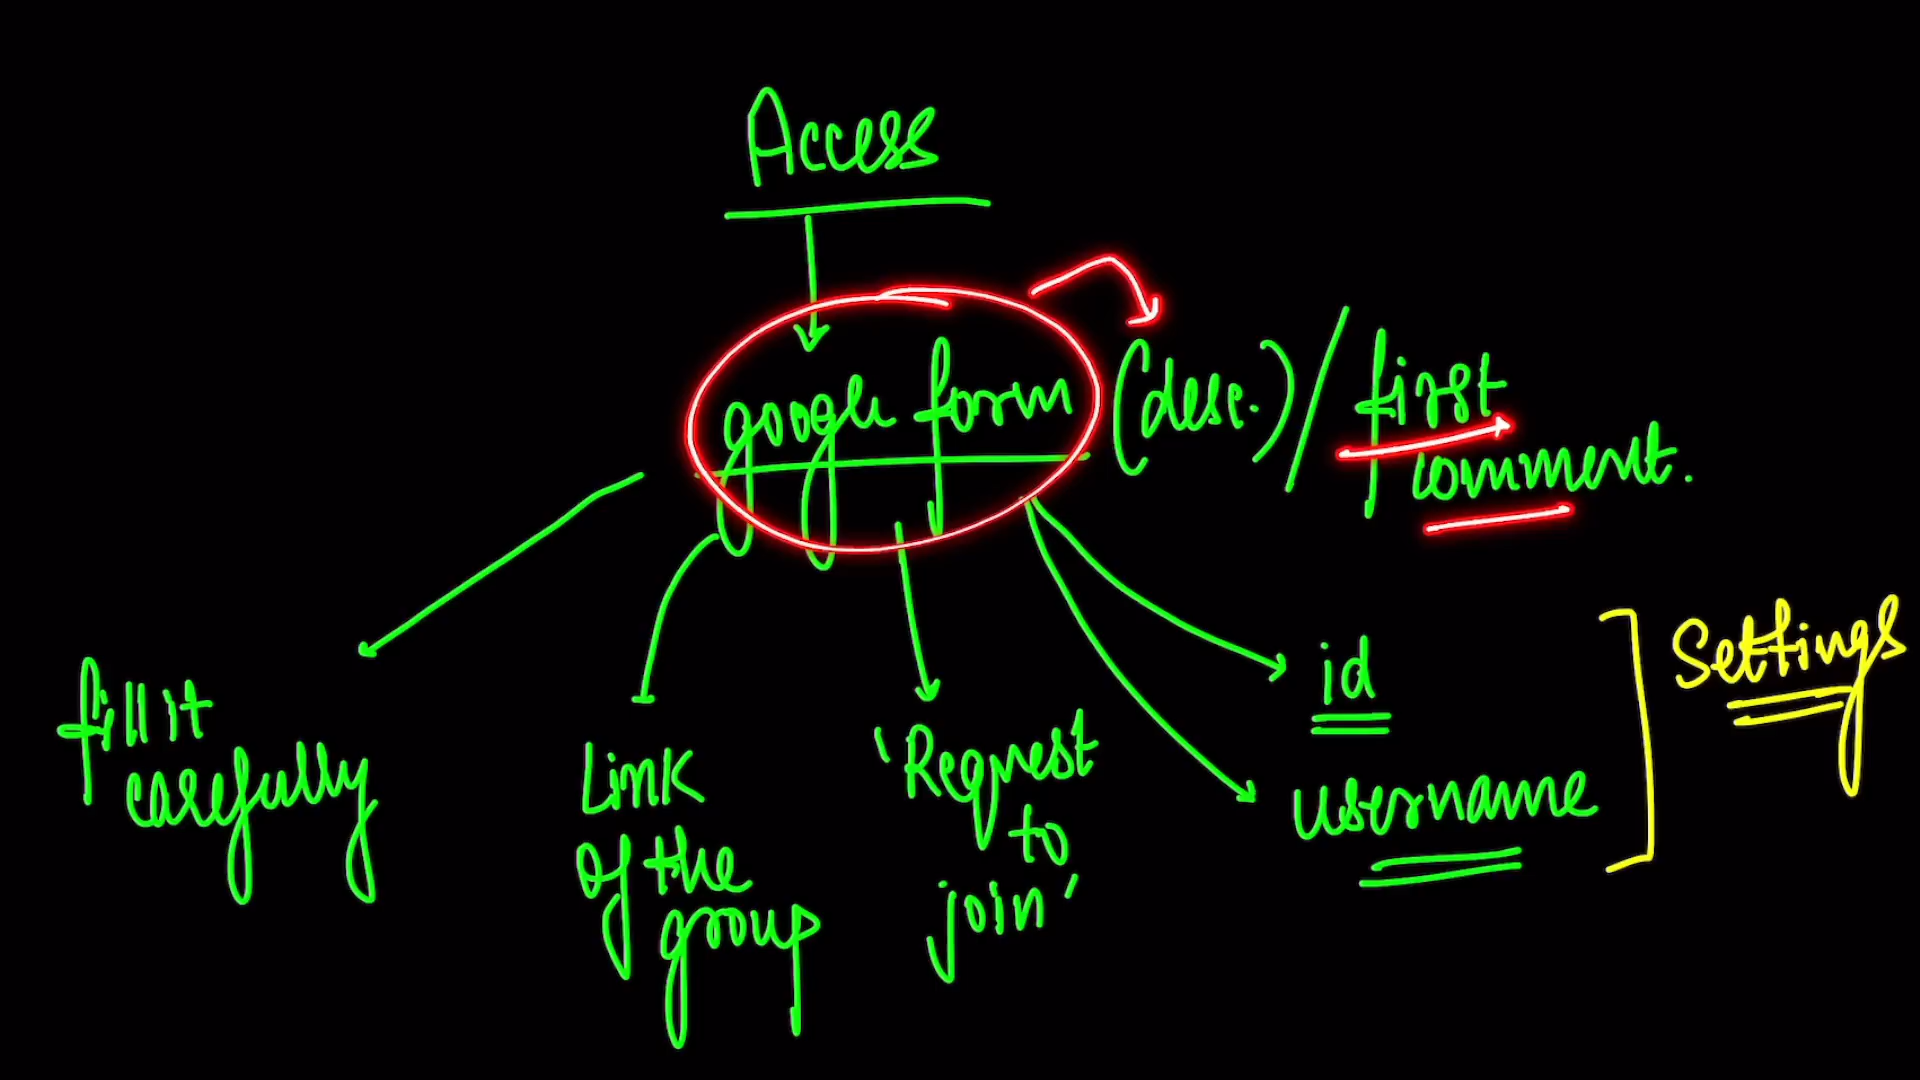 Access
google form (desc.) / first
comment.
fill it
carefully
Link
of the
group
'Request
to
join'
id
username
Settings